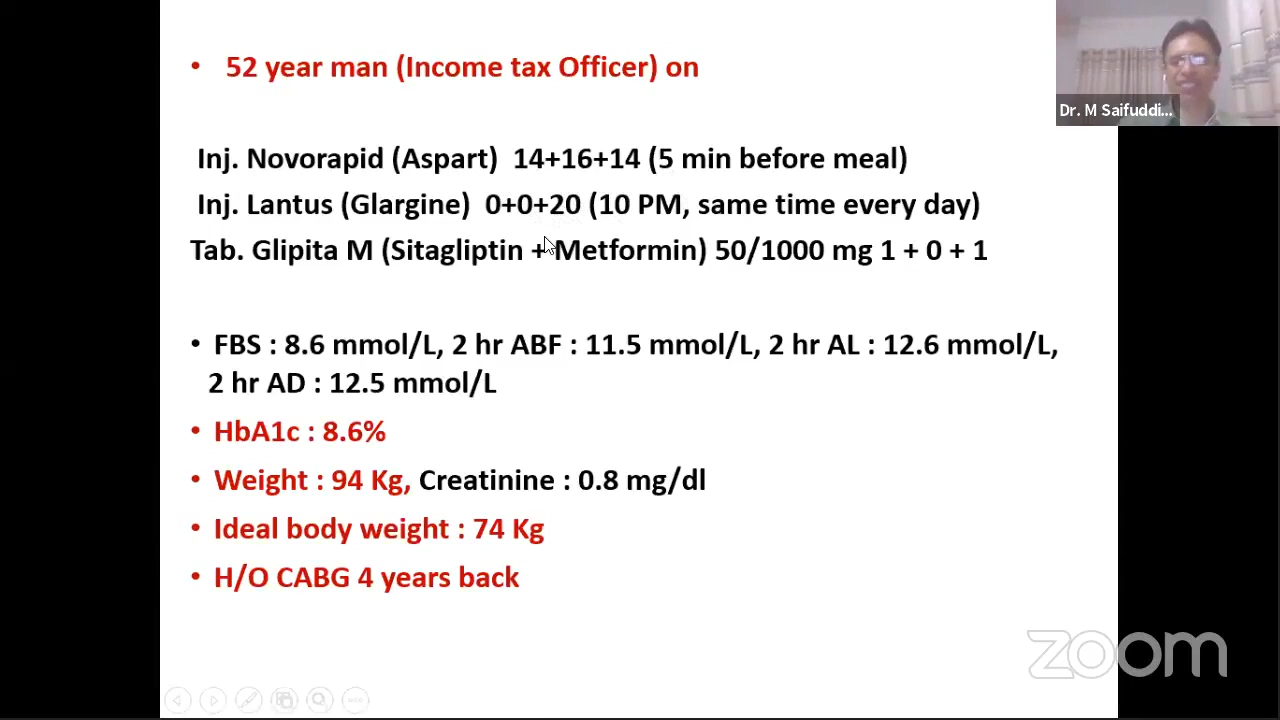 • 52 year man (Income tax Officer) on
Dr. M Saifuddi...
Inj. Novorapid (Aspart) 14+16+14 (5 min before meal)
Inj. Lantus (Glargine) 0+0+20 (10 PM, same time every day)
Tab. Glipita M (Sitagliptin + Metformin) 50/1000 mg 1 + 0 + 1
• FBS : 8.6 mmol/L, 2 hr ABF : 11.5 mmol/L, 2 hr AL : 12.6 mmol/L,
2 hr AD : 12.5 mmol/L
• HbA1c : 8.6%
• Weight : 94 Kg, Creatinine : 0.8 mg/dl
• Ideal body weight : 74 Kg
• H/O CABG 4 years back
zoom